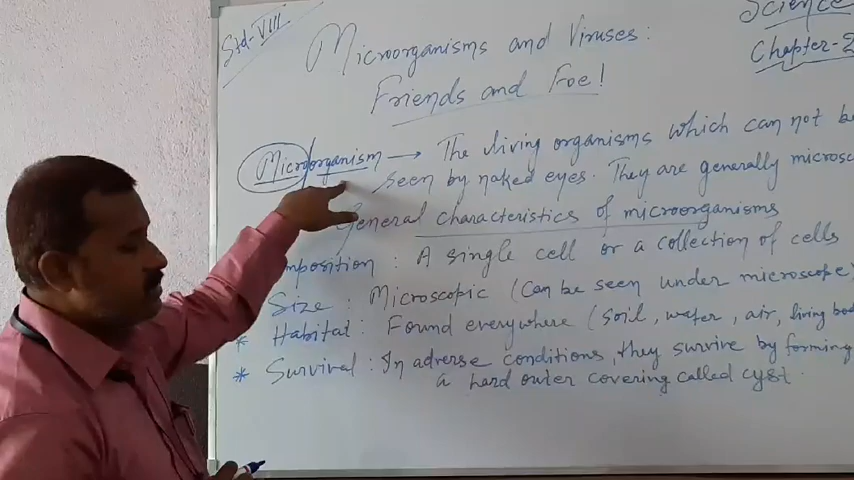 Std-VIII
Science
Chapter-2
Microorganisms and Viruses:
Friends and Foe!
Microorganism → The living organisms which can not be
seen by naked eyes. They are generally microsc
General characteristics of microorganisms
mposition : A single cell or a collection of cells
Size : Microscopic (Can be seen under microscope)
* Habitat : Found everywhere (soil, water, air, living bod
* Survival : In adverse conditions, they survive by forming
a hard outer covering called cyst.